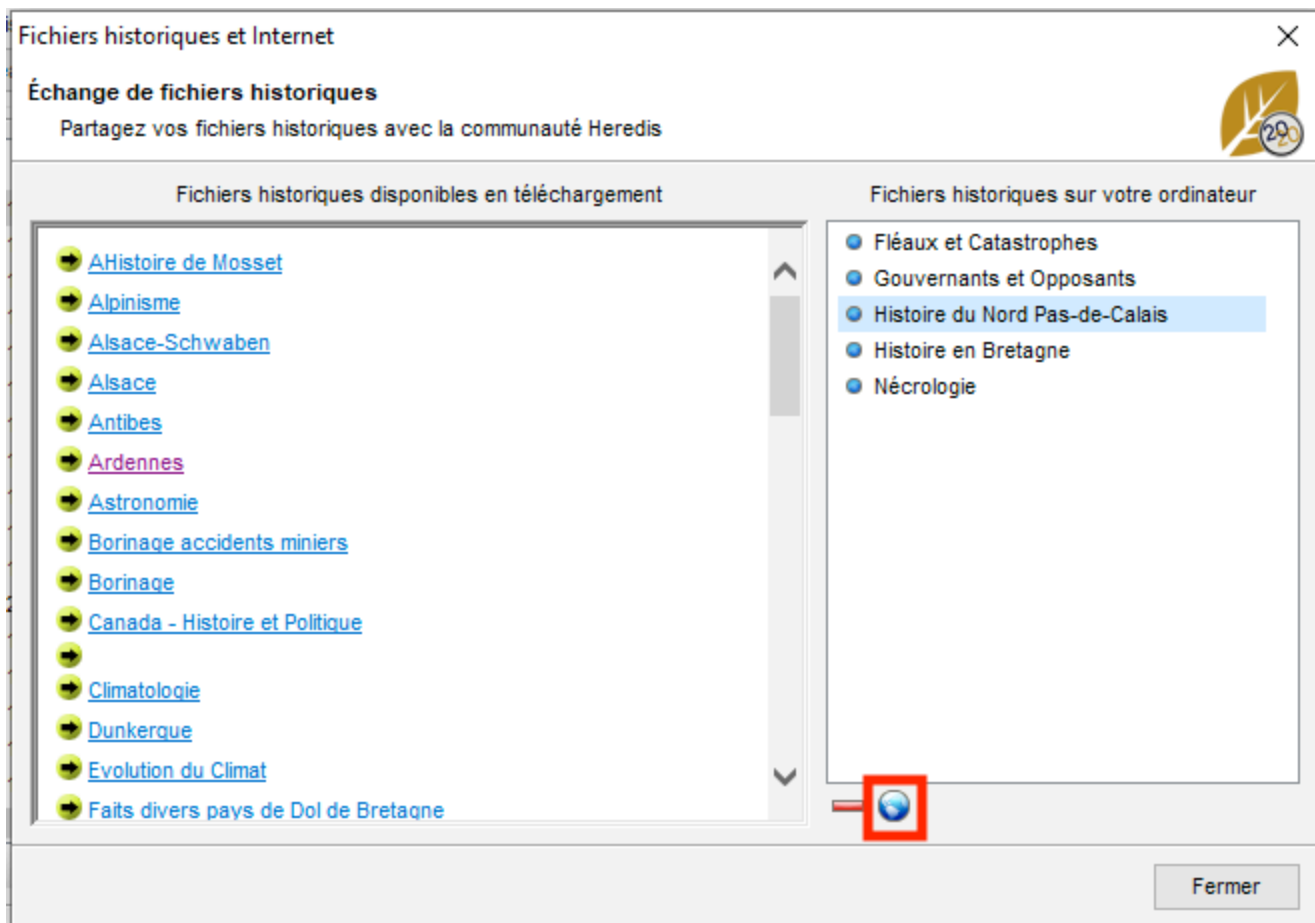 Fichiers historiques et Internet
Échange de fichiers historiques
Partagez vos fichiers historiques avec la communauté Heredis
2020
Fichiers historiques disponibles en téléchargement
AHistoire de Mosset
Alpinisme
Alsace-Schwaben
Alsace
Antibes
Ardennes
Astronomie
Borinage accidents miniers
Borinage
Canada - Histoire et Politique
Climatologie
Dunkerque
Evolution du Climat
Faits divers pays de Dol de Bretagne
Fichiers historiques sur votre ordinateur
Fléaux et Catastrophes
Gouvernants et Opposants
Histoire du Nord Pas-de-Calais
Histoire en Bretagne
Nécrologie
Fermer